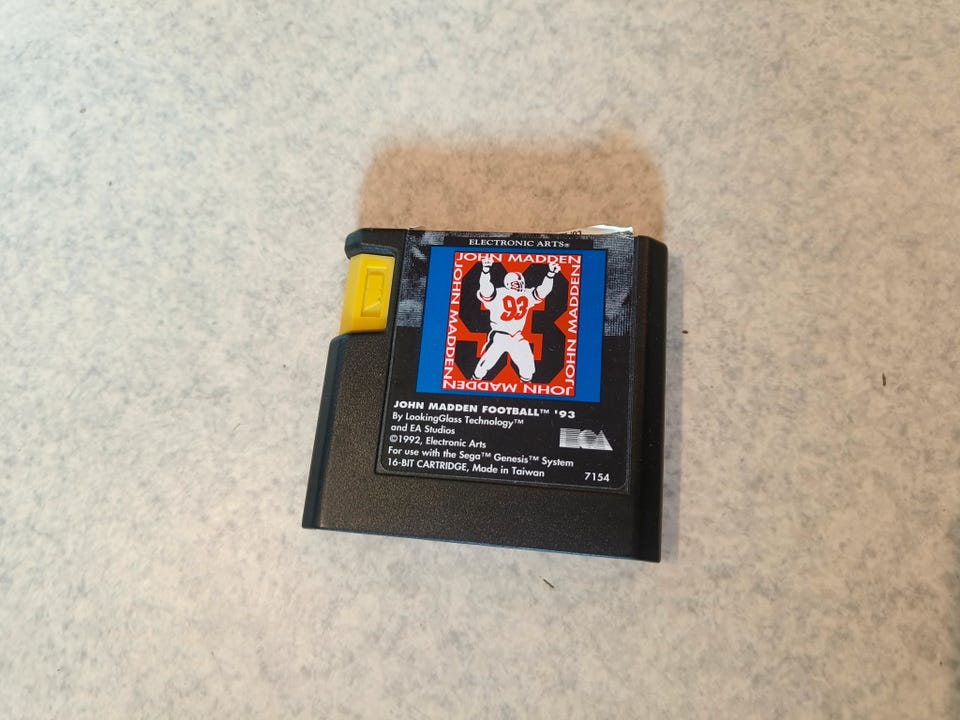 '93
ELECTRONIC ARTS®
JOHN MADDEN
JOHN MADDEN
JOHN MADDEN
JOHN MADDEN
93
JOHN MADDEN FOOTBALL™ '93
By LookingGlass Technology™
and EA Studios
©1992, Electronic Arts
For use with the Sega™ Genesis™ System
16-BIT CARTRIDGE, Made in Taiwan
EA
7154